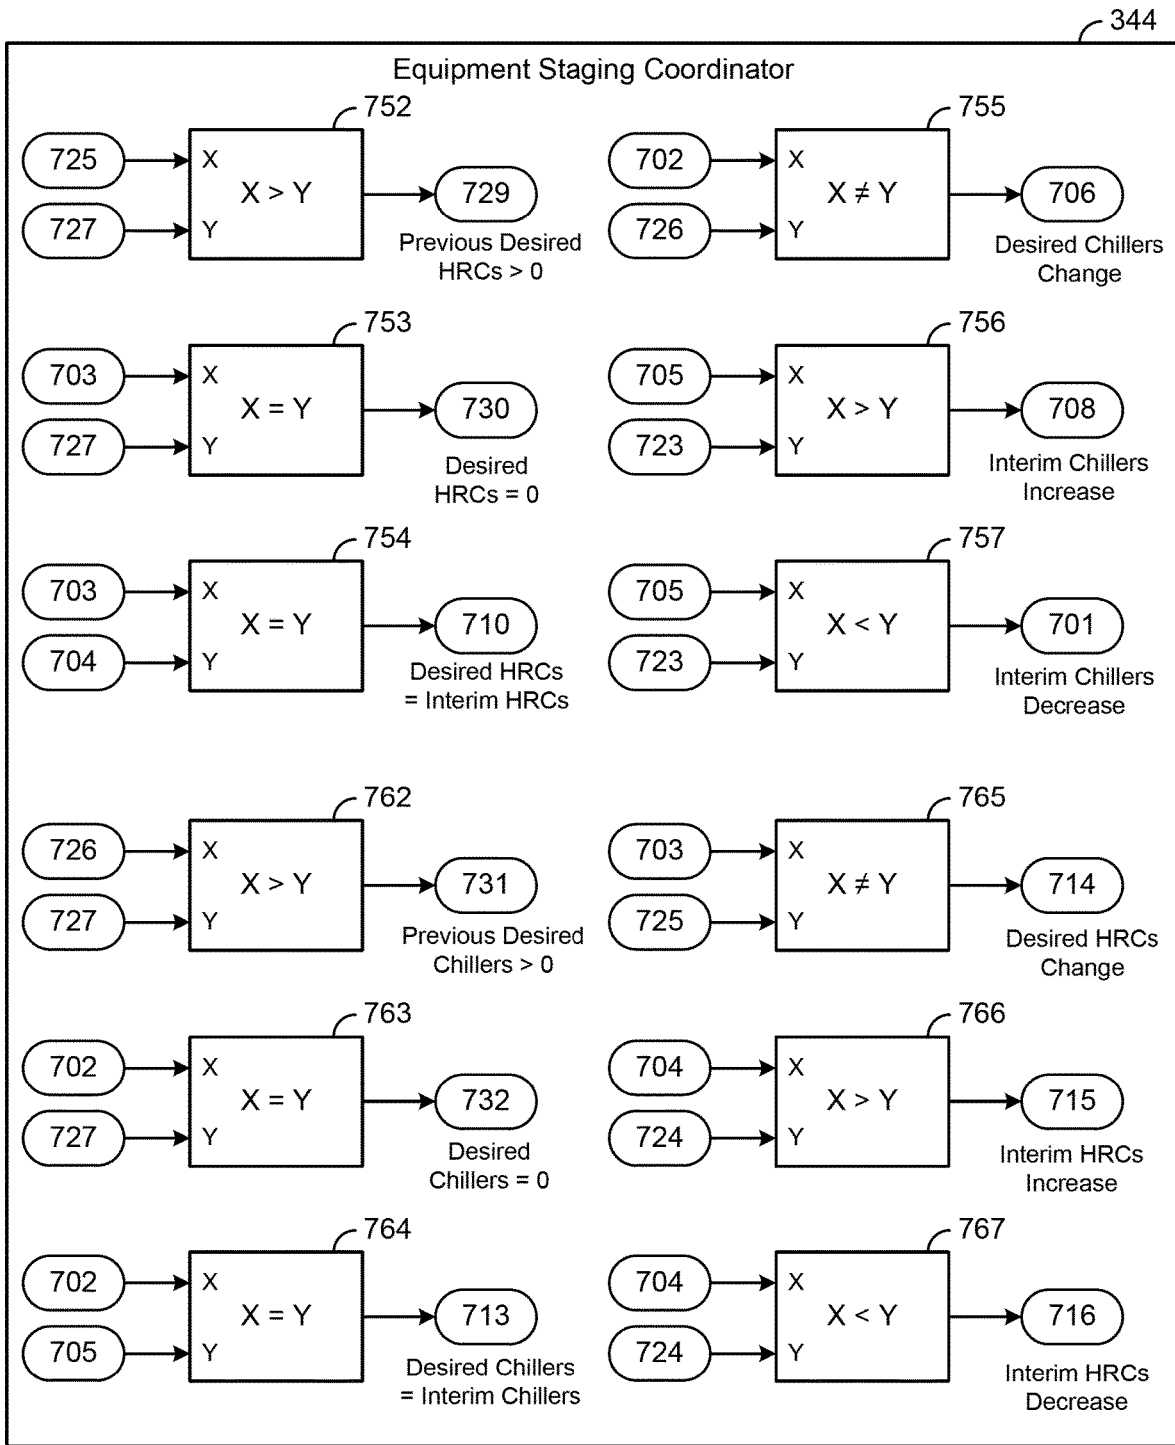 344
Equipment Staging Coordinator
752
725
X
X > Y
727
Y
729
Previous Desired
HRCs > 0
755
702
X
X ≠ Y
726
Y
706
Desired Chillers
Change
753
703
X
X = Y
727
Y
730
Desired
HRCs = 0
756
705
X
X > Y
723
Y
708
Interim Chillers
Increase
754
703
X
X = Y
704
Y
710
Desired HRCs
= Interim HRCs
757
705
X
X < Y
723
Y
701
Interim Chillers
Decrease
762
726
X
X > Y
727
Y
731
Previous Desired
Chillers > 0
765
703
X
X ≠ Y
725
Y
714
Desired HRCs
Change
763
702
X
X = Y
727
Y
732
Desired
Chillers = 0
766
704
X
X > Y
724
Y
715
Interim HRCs
Increase
764
702
X
X = Y
705
Y
713
Desired Chillers
= Interim Chillers
767
704
X
X < Y
724
Y
716
Interim HRCs
Decrease